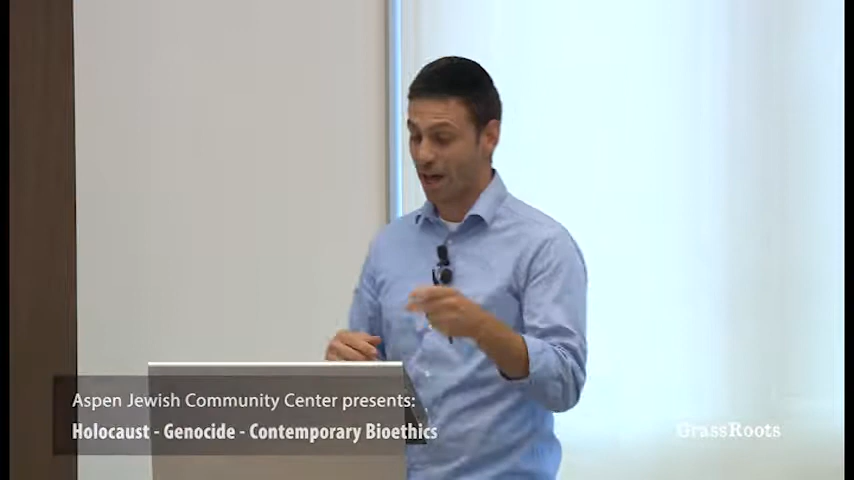 Aspen Jewish Community Center presents:
Holocaust - Genocide - Contemporary Bioethics
GrassRoots